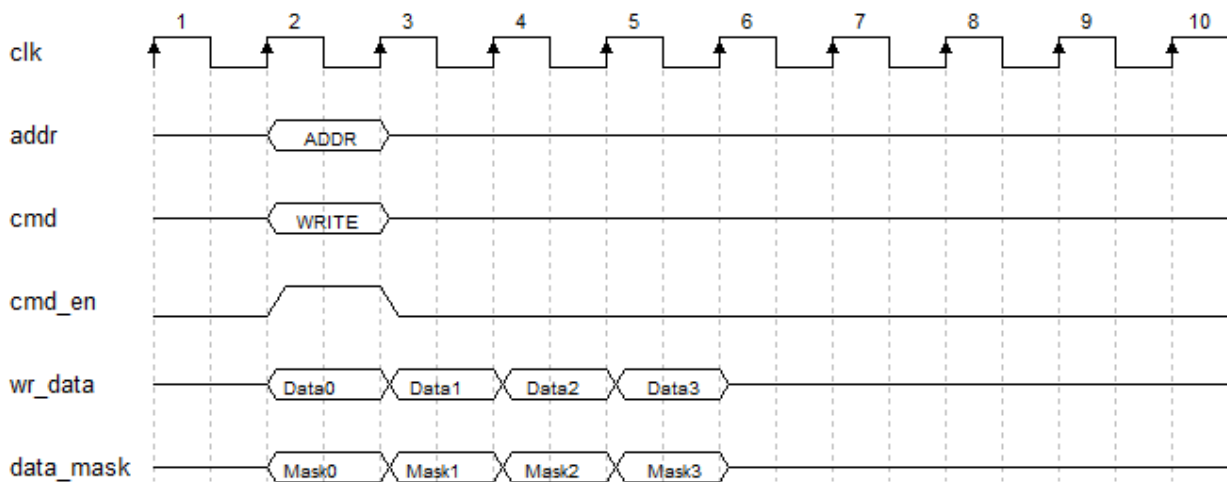 1 2 3 4 5 6 7 8 9 10
clk
addr ADDR
cmd WRITE
cmd_en
wr_data Data0 Data1 Data2 Data3
data_mask Mask0 Mask1 Mask2 Mask3